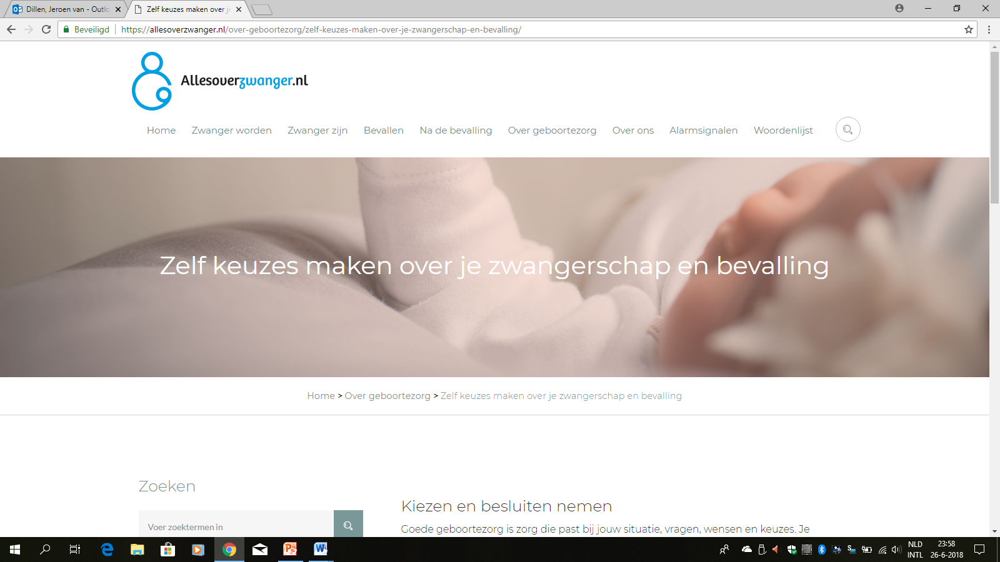 Dillen, Jeroen van - Outlo
Zelf keuzes maken over je
Beveiligd
https://allesoverzwanger.nl/over-geboortezorg/zelf-keuzes-maken-over-je-zwangerschap-en-bevalling/
Allesoverzwanger.nl
Home Zwanger worden Zwanger zijn Bevallen Na de bevalling Over geboortezorg Over ons Alarmsignalen Woordenlijst
Zelf keuzes maken over je zwangerschap en bevalling
Home > Over geboortezorg > Zelf keuzes maken over je zwangerschap en bevalling
Zoeken
Voer zoektermen in
Kiezen en besluiten nemen
Goede geboortezorg is zorg die past bij jouw situatie, vragen, wensen en keuzes. Je
NLD
INTL
23:58
26-6-2018